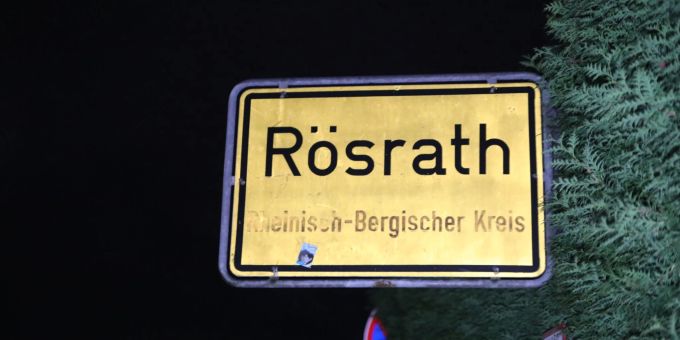 Rösrath
Rheinisch-Bergischer Kreis